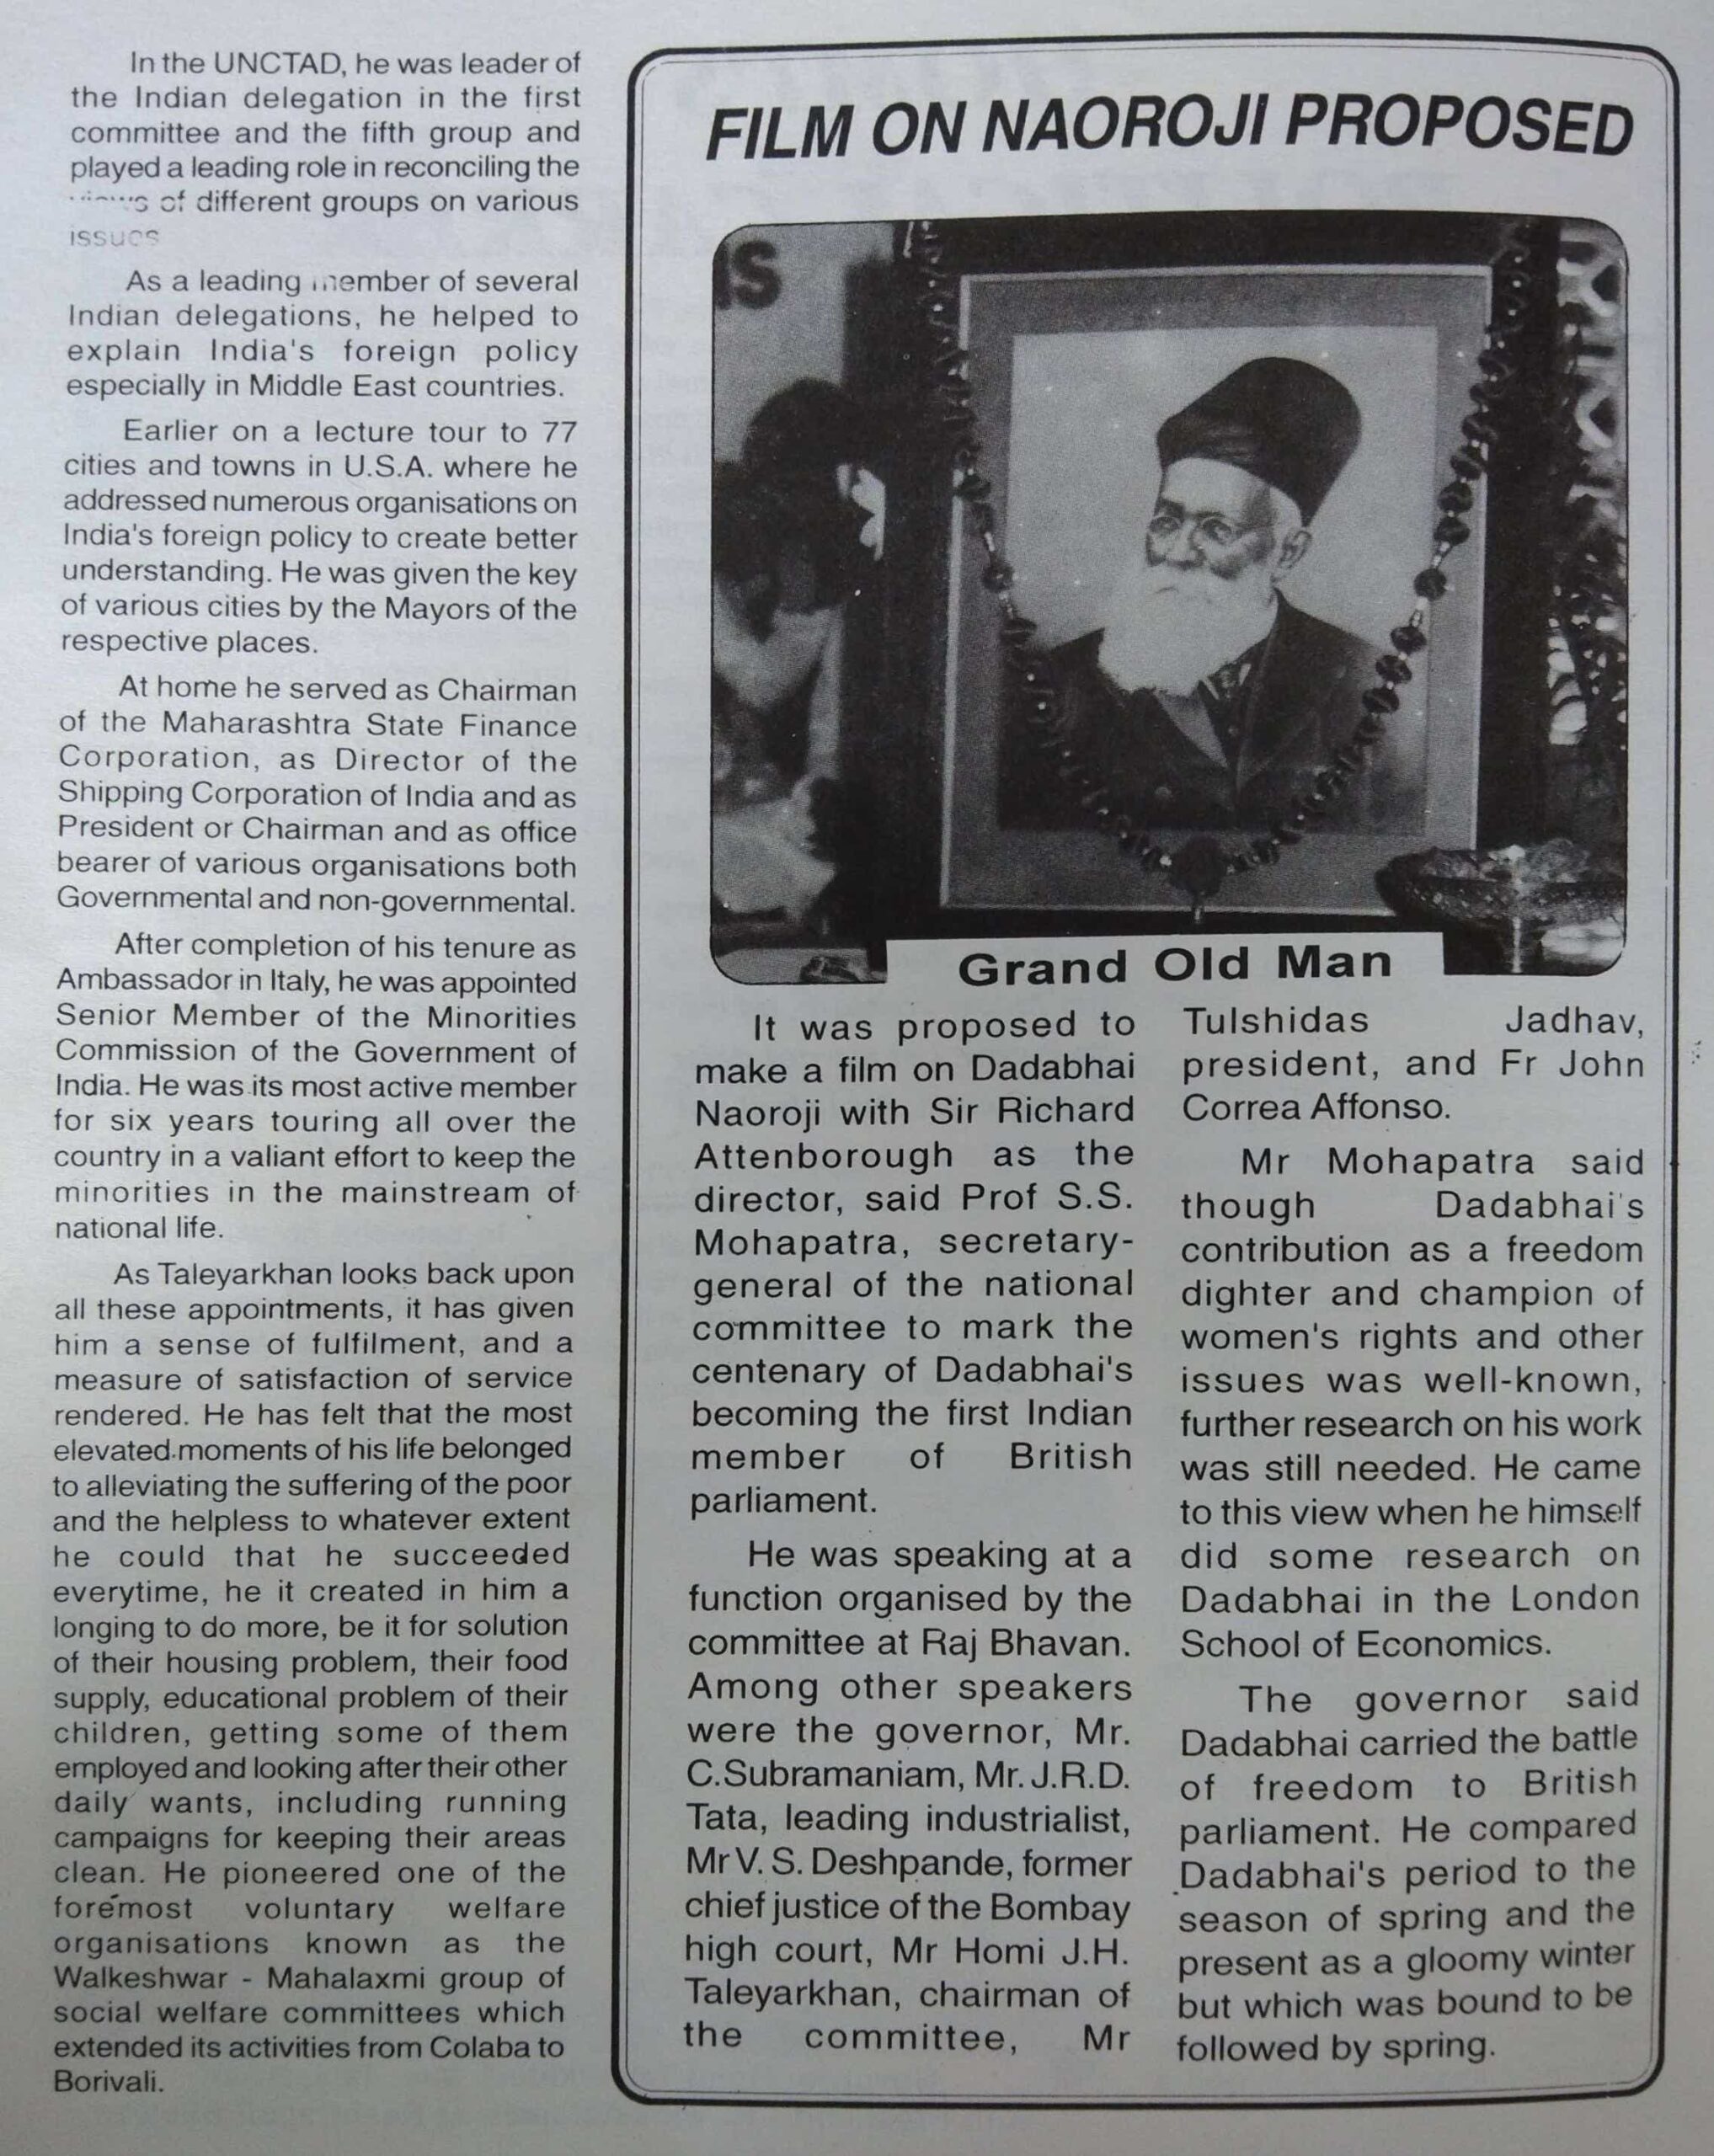 In the UNCTAD, he was leader of
the Indian delegation in the first
committee and the fifth group and
played a leading role in reconciling the
of different groups on various
issues
As a leading member of several
Indian delegations, he helped to
explain India's foreign policy
especially in Middle East countries.
Earlier on a lecture tour to 77
cities and towns in U.S.A. where he
addressed numerous organisations on
India's foreign policy to create better
understanding. He was given the key
of various cities by the Mayors of the
respective places.
At home he served as Chairman
of the Maharashtra State Finance
Corporation, as Director of the
Shipping Corporation of India and as
President or Chairman and as office
bearer of various organisations both
Governmental and non-governmental.
After completion of his tenure as
Ambassador in Italy, he was appointed
Senior Member of the Minorities
Commission of the Government of
India. He was its most active member
for six years touring all over the
country in a valiant effort to keep the
minorities in the mainstream of
national life.
As Taleyarkhan looks back upon
all these appointments, it has given
him a sense of fulfilment, and a
measure of satisfaction of service
rendered. He has felt that the most
elevated moments of his life belonged
to alleviating the suffering of the poor
and the helpless to whatever extent
he could that he succeeded
everytime, he it created in him a
longing to do more, be it for solution
of their housing problem, their food
supply, educational problem of their
children, getting some of them
employed and looking after their other
daily wants, including running
campaigns for keeping their areas
clean. He pioneered one of the
foremost voluntary welfare
organisations known as the
Walkeshwar - Mahalaxmi group of
social welfare committees which
extended its activities from Colaba to
Borivali.
FILM ON NAOROJI PROPOSED
Grand Old Man
It was proposed to
make a film on Dadabhai
Naoroji with Sir Richard
Attenborough as the
director, said Prof S.S.
Mohapatra, secretary-
general of the national
committee to mark the
centenary of Dadabhai's
becoming the first Indian
member of British
parliament.
He was speaking at a
function organised by the
committee at Raj Bhavan.
Among other speakers
were the governor, Mr.
C.Subramaniam, Mr. J.R.D.
Tata, leading industrialist,
Mr V. S. Deshpande, former
chief justice of the Bombay
high court, Mr Homi J.H.
Taleyarkhan, chairman of
the committee, Mr
Tulshidas Jadhav,
president, and Fr John
Correa Affonso.
Mr Mohapatra said
though Dadabhai's
contribution as a freedom
dighter and champion of
women's rights and other
issues was well-known,
further research on his work
was still needed. He came
to this view when he himself
did some research on
Dadabhai in the London
School of Economics.
The governor said
Dadabhai carried the battle
of freedom to British
parliament. He compared
Dadabhai's period to the
season of spring and the
present as a gloomy winter
but which was bound to be
followed by spring.